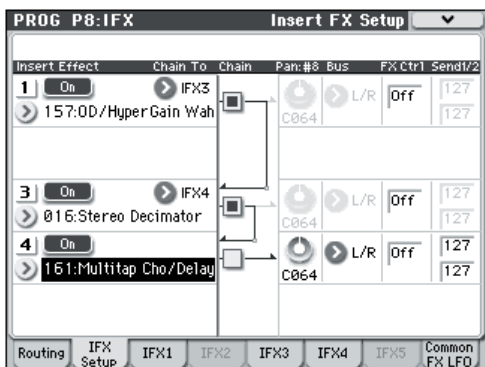 PROG P8:IFX Insert FX Setup
Insert Effect Chain To Chain Pan:#8 Bus FX Ctrl Send1/2
1 On IFX3 L/R Off 127
157:OD/HyperGain Wah C064 127
3 On IFX4 L/R Off 127
016:Stereo Decimator C064 127
4 On L/R Off 127
161:Multitap Cho/Delay C064 127
Routing IFX Setup IFX1 IFX2 IFX3 IFX4 IFX5 Common FX LFO